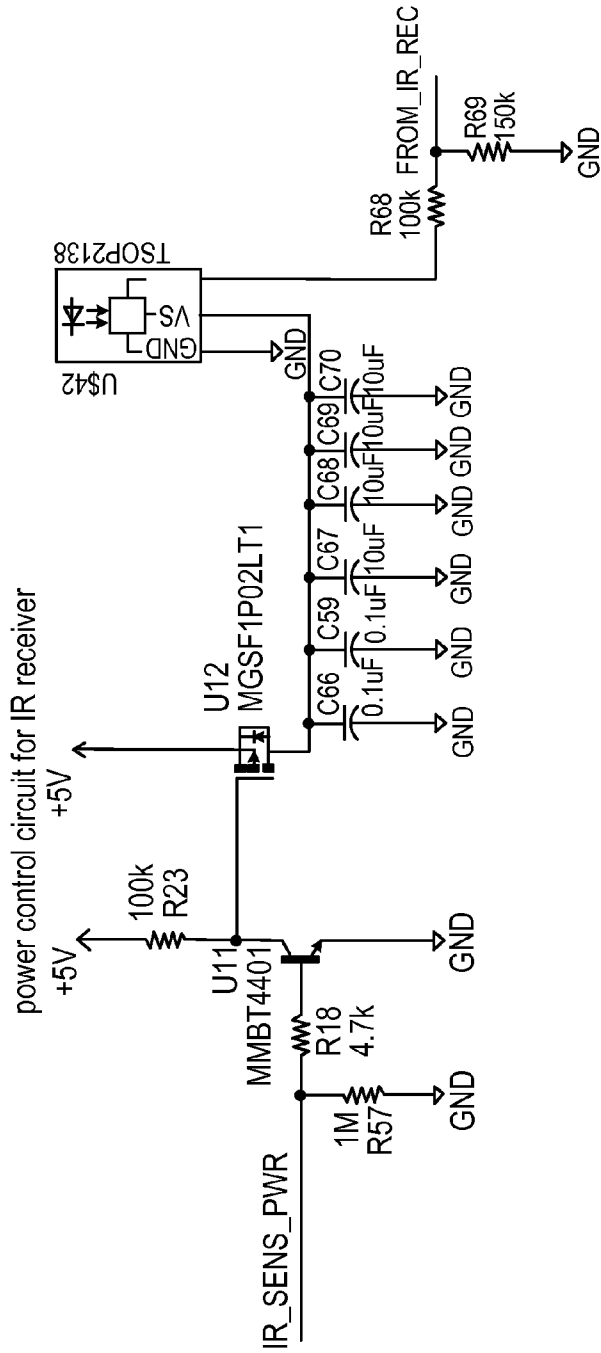 power control circuit for IR receiver
+5V
+5V
100k
R23
U11
MMBT4401
IR_SENS_PWR
R18
4.7k
1M
R57
GND
GND
U12
MGSF1P02LT1
C66
0.1uF
GND
C59
0.1uF
GND
C67
10uF
GND
C68
10uF
GND
C69
10uF
GND
C70
10uF
GND
U$42
TSOP2138
GND
VS
GND
R68
100k
FROM_IR_REC
R69
150k
GND